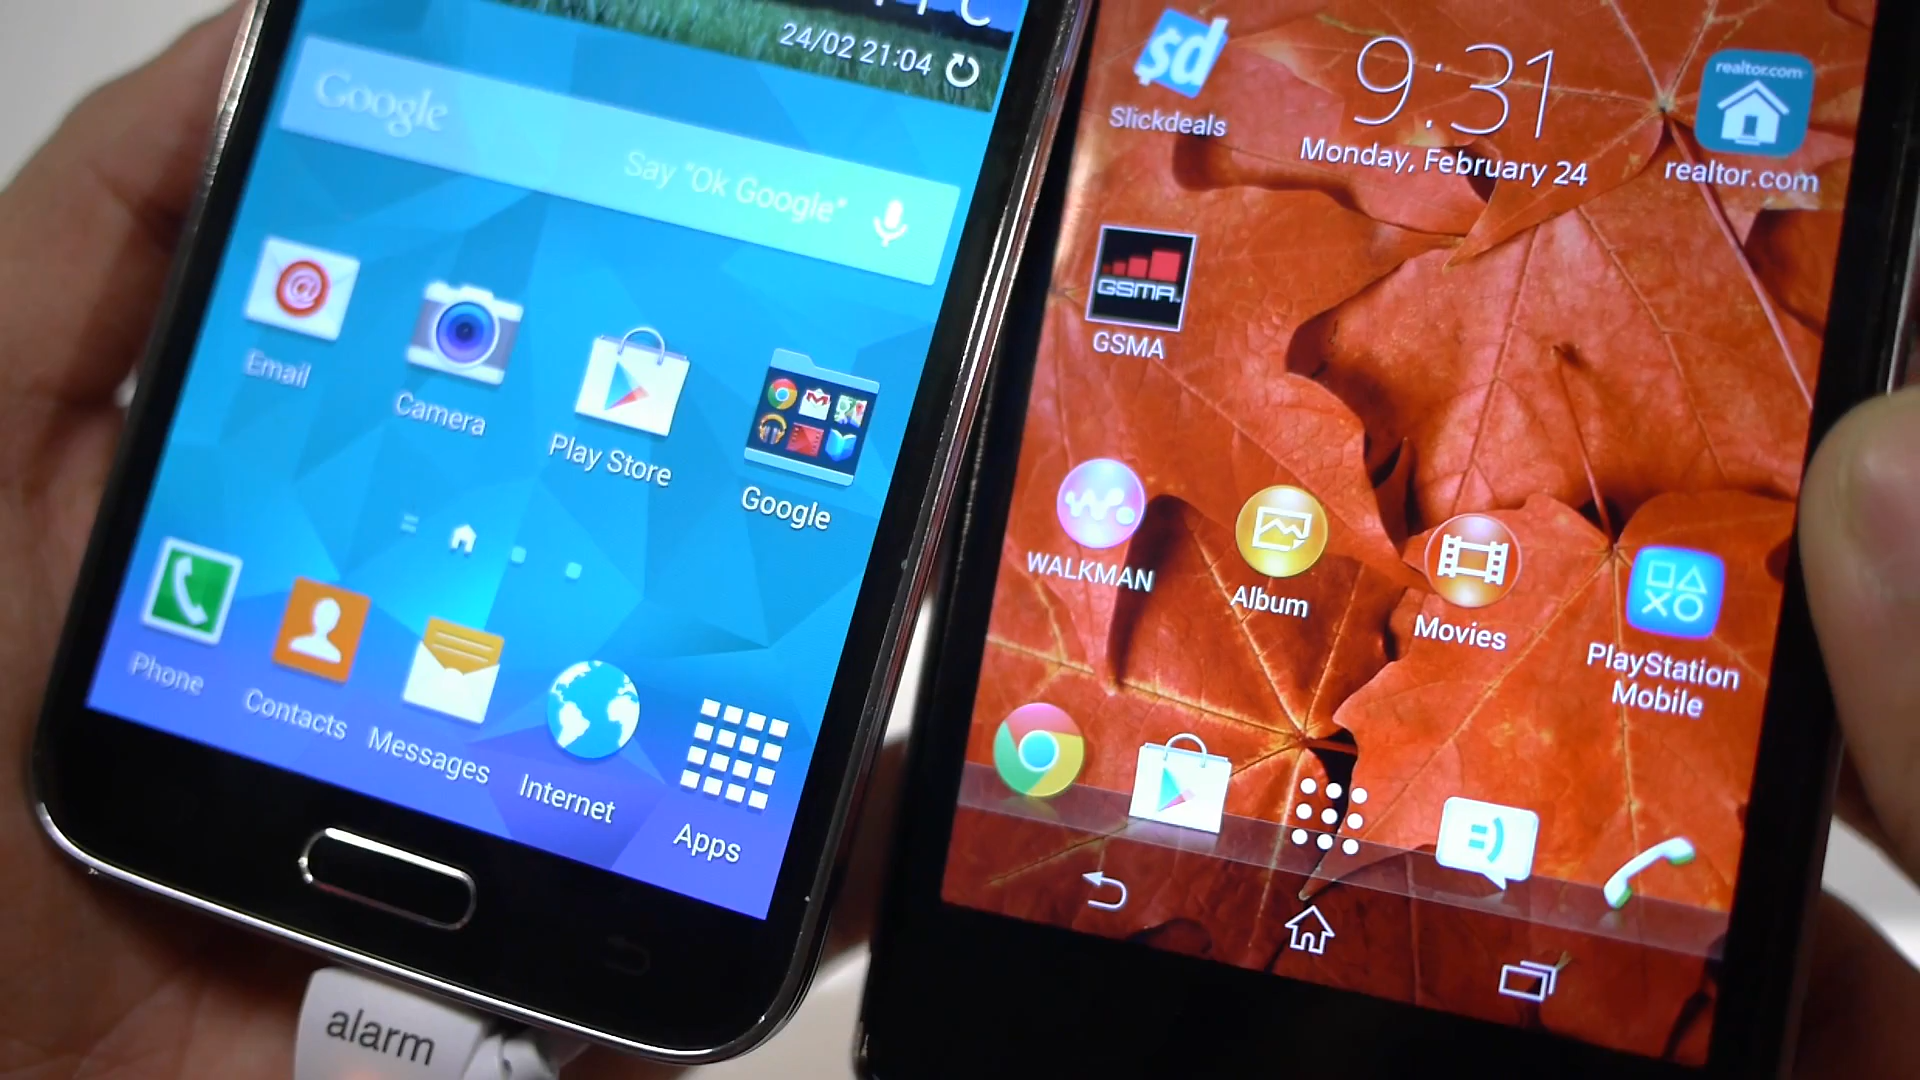 24/02 21:04
Google
Say "Ok Google"
Email
Camera
Play Store
Google
Phone
Contacts
Messages
Internet
Apps
alarm
$d
Slickdeals
9:31
Monday, February 24
realtor.com
realtor.com
GSMA
GSMA
WALKMAN
Album
Movies
PlayStation
Mobile